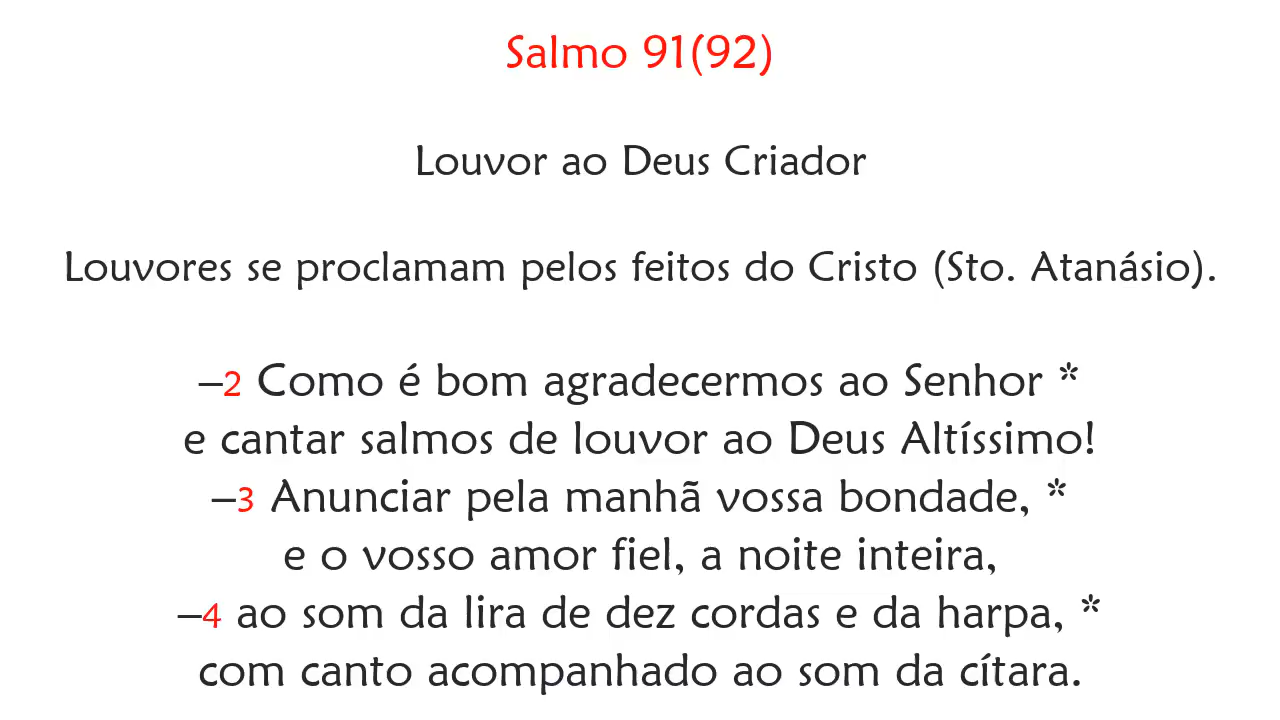 Salmo 91(92)
Louvor ao Deus Criador
Louvores se proclamam pelos feitos do Cristo (Sto. Atanásio).
–2 Como é bom agradecermos ao Senhor *
e cantar salmos de louvor ao Deus Altíssimo!
–3 Anunciar pela manhã vossa bondade, *
e o vosso amor fiel, a noite inteira,
–4 ao som da lira de dez cordas e da harpa, *
com canto acompanhado ao som da cítara.